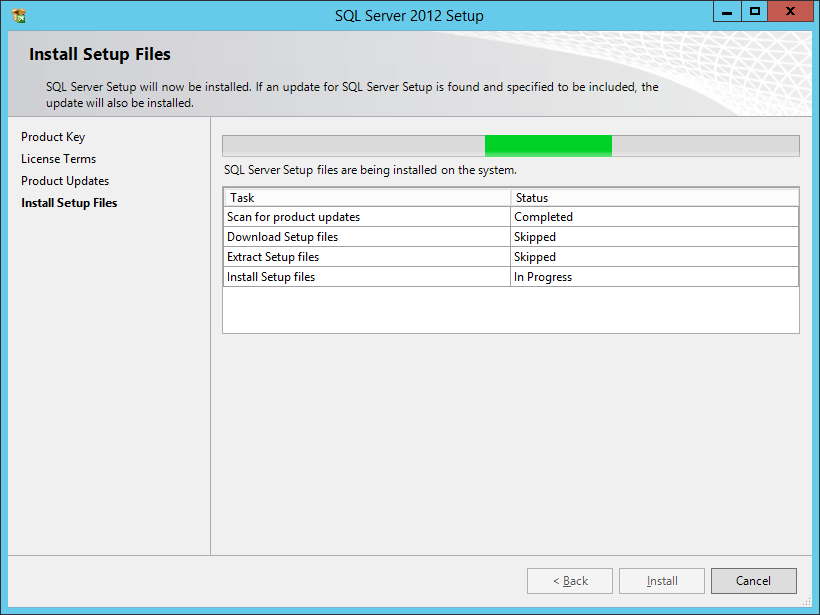 SQL Server 2012 Setup
Install Setup Files
SQL Server Setup will now be installed. If an update for SQL Server Setup is found and specified to be included, the
update will also be installed.
Product Key
License Terms
Product Updates
Install Setup Files
SQL Server Setup files are being installed on the system.
Task Status
Scan for product updates Completed
Download Setup files Skipped
Extract Setup files Skipped
Install Setup files In Progress
< Back Install Cancel